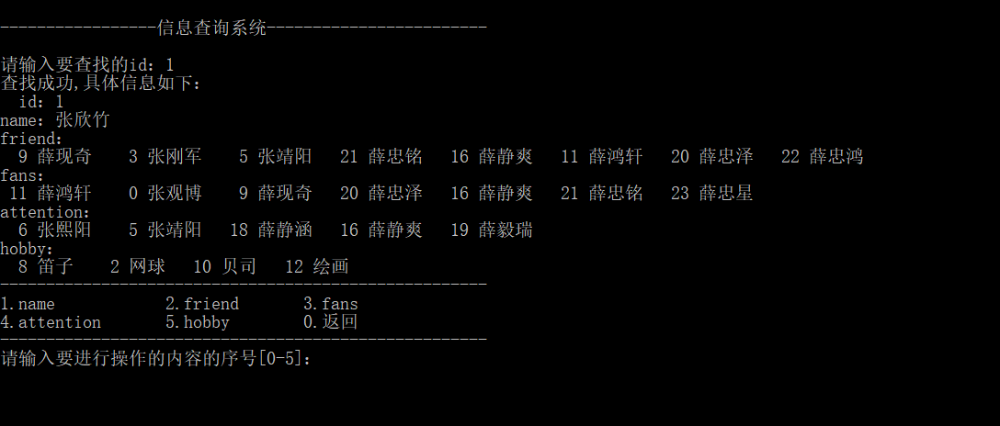 -----------------信息查询系统------------------------
请输入要查找的id：1
查找成功,具体信息如下：
  id：1
name：张欣竹
friend：
  9 薛现奇    3 张刚军    5 张靖阳   21 薛忠铭   16 薛静爽   11 薛鸿轩   20 薛忠泽   22 薛忠鸿
fans：
 11 薛鸿轩    0 张观博    9 薛现奇   20 薛忠泽   16 薛静爽   21 薛忠铭   23 薛忠星
attention：
  6 张熙阳    5 张靖阳   18 薛静涵   16 薛静爽   19 薛毅瑞
hobby：
  8 笛子    2 网球   10 贝司   12 绘画
-----------------------------------------------------
1.name            2.friend       3.fans
4.attention       5.hobby        0.返回
-----------------------------------------------------
请输入要进行操作的内容的序号[0-5]：